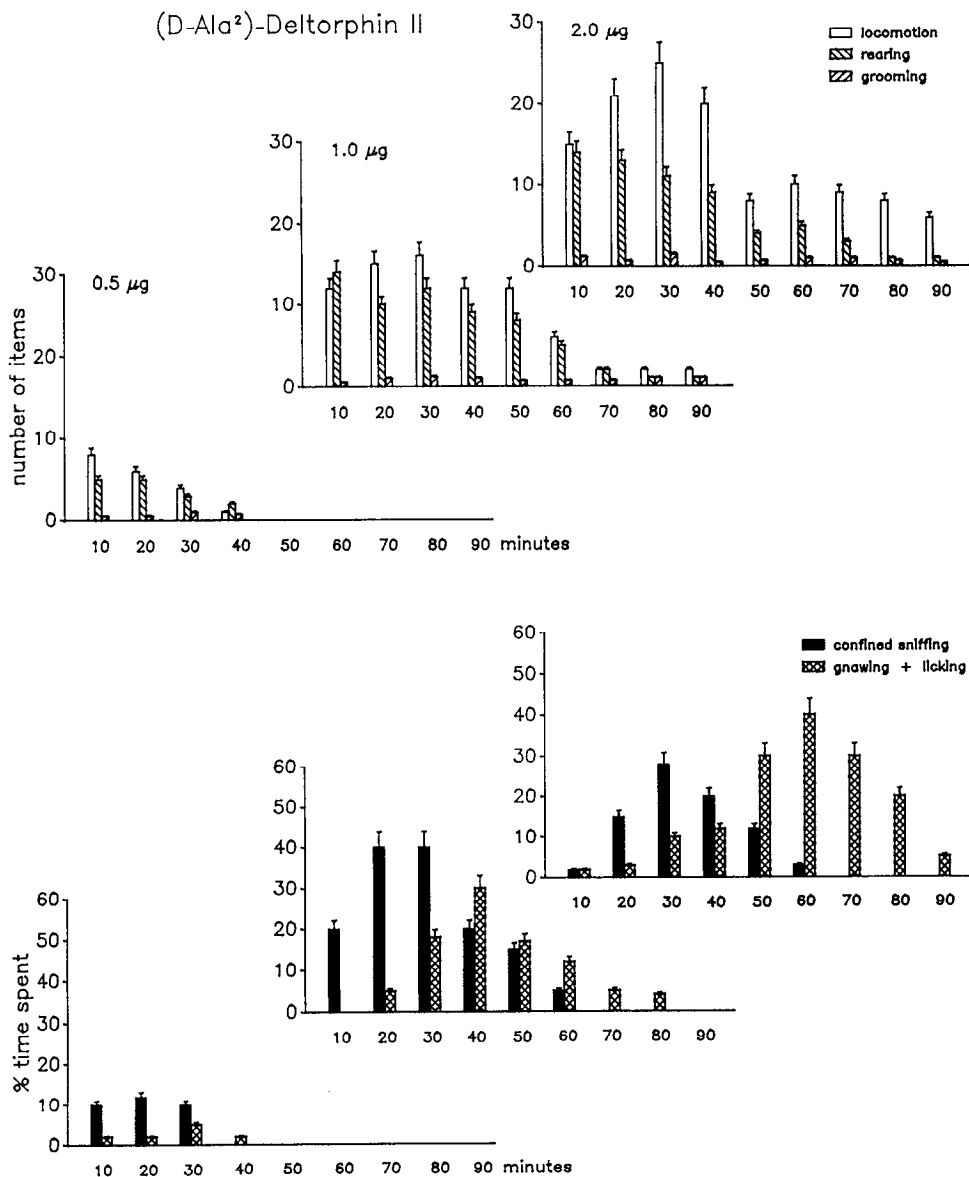 (D-Ala²)-Deltorphin II
2.0 μg
locomotion
rearing
grooming
30
20
10
0
10 20 30 40 50 60 70 80 90
1.0 μg
30
20
10
0
10 20 30 40 50 60 70 80 90
0.5 μg
number of items
30
20
10
0
10 20 30 40 50 60 70 80 90 minutes
confined sniffing
gnawing + licking
60
50
40
30
20
10
0
10 20 30 40 50 60 70 80 90
60
50
40
30
20
10
0
10 20 30 40 50 60 70 80 90
% time spent
60
50
40
30
20
10
0
10 20 30 40 50 60 70 80 90 minutes